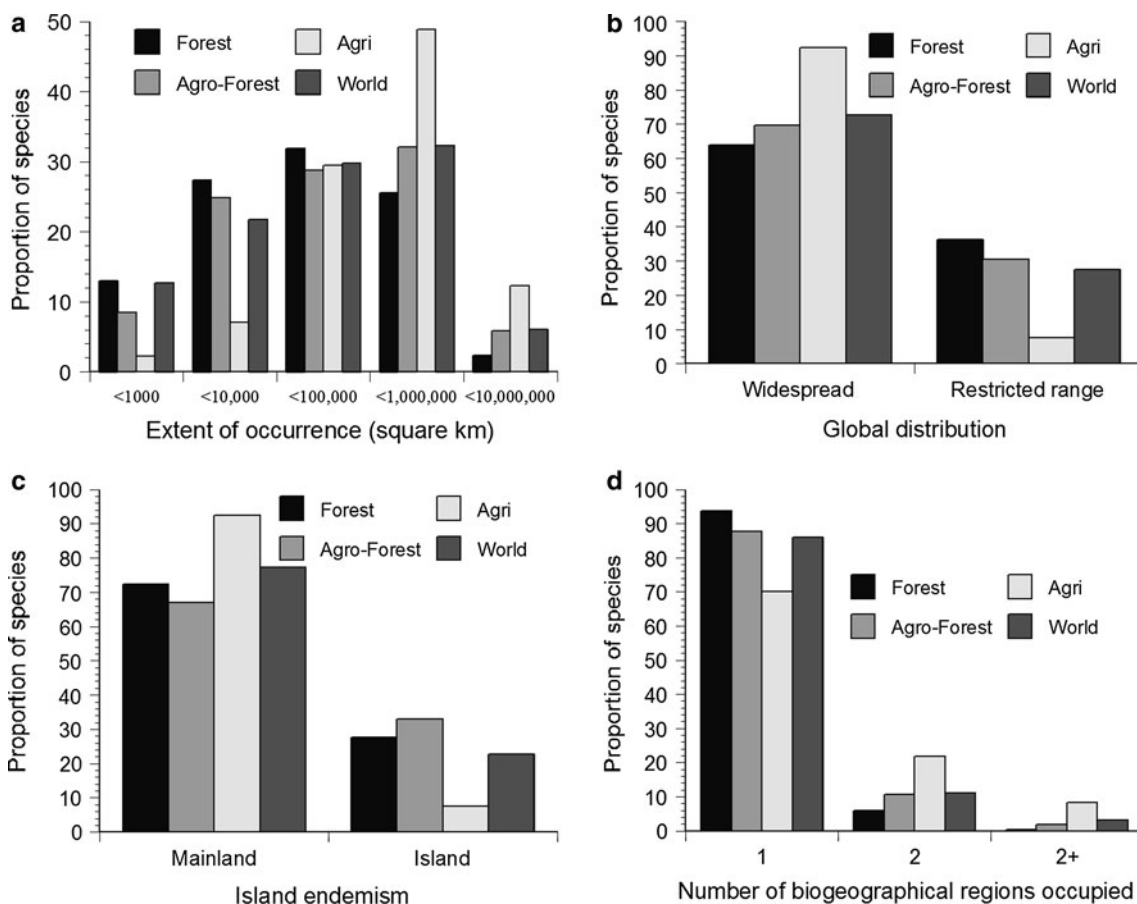 a
50
40
30
20
10
0
Proportion of species
Forest
Agro-Forest
Agri
World
<1000 <10,000 <100,000 <1,000,000 <10,000,000
Extent of occurrence (square km)
b
100
90
80
70
60
50
40
30
20
10
0
Proportion of species
Forest
Agro-Forest
Agri
World
Widespread Restricted range
Global distribution
c
100
90
80
70
60
50
40
30
20
10
0
Proportion of species
Forest
Agro-Forest
Agri
World
Mainland Island
Island endemism
d
100
90
80
70
60
50
40
30
20
10
0
Proportion of species
Forest
Agro-Forest
Agri
World
1 2 2+
Number of biogeographical regions occupied